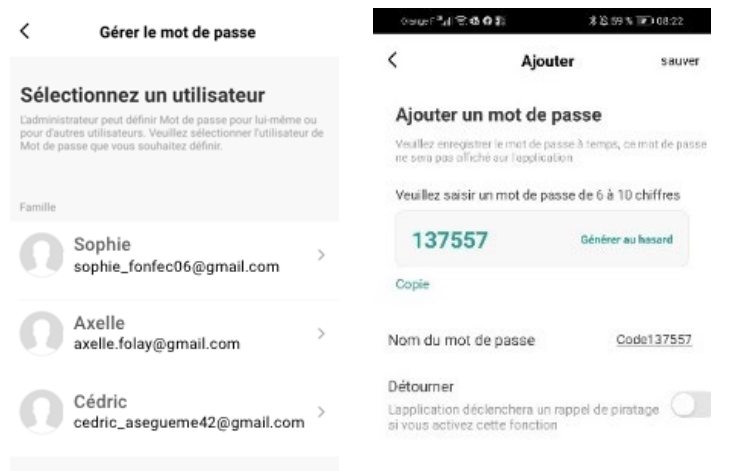 Gérer le mot de passe
Sélectionnez un utilisateur
L'administrateur peut définir Mot de passe pour lui-même ou
pour d'autres utilisateurs. Veuillez sélectionner l'utilisateur de
Mot de passe que vous souhaitez définir.
Famille
Sophie
sophie_fonfec06@gmail.com
Axelle
axelle.folay@gmail.com
Cédric
cedric_asegueme42@gmail.com
59 % 08:22
Ajouter
sauver
Ajouter un mot de passe
Veuillez enregistrer le mot de passe à temps, ce mot de passe
ne sera pas affiché sur l'application
Veuillez saisir un mot de passe de 6 à 10 chiffres
137557
Générer au hasard
Copie
Nom du mot de passe
Code137557
Détourner
L'application déclenchera un rappel de piratage
si vous activez cette fonction